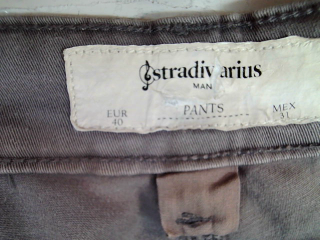 stradivarius
MAN
EUR PANTS MEX
40 31